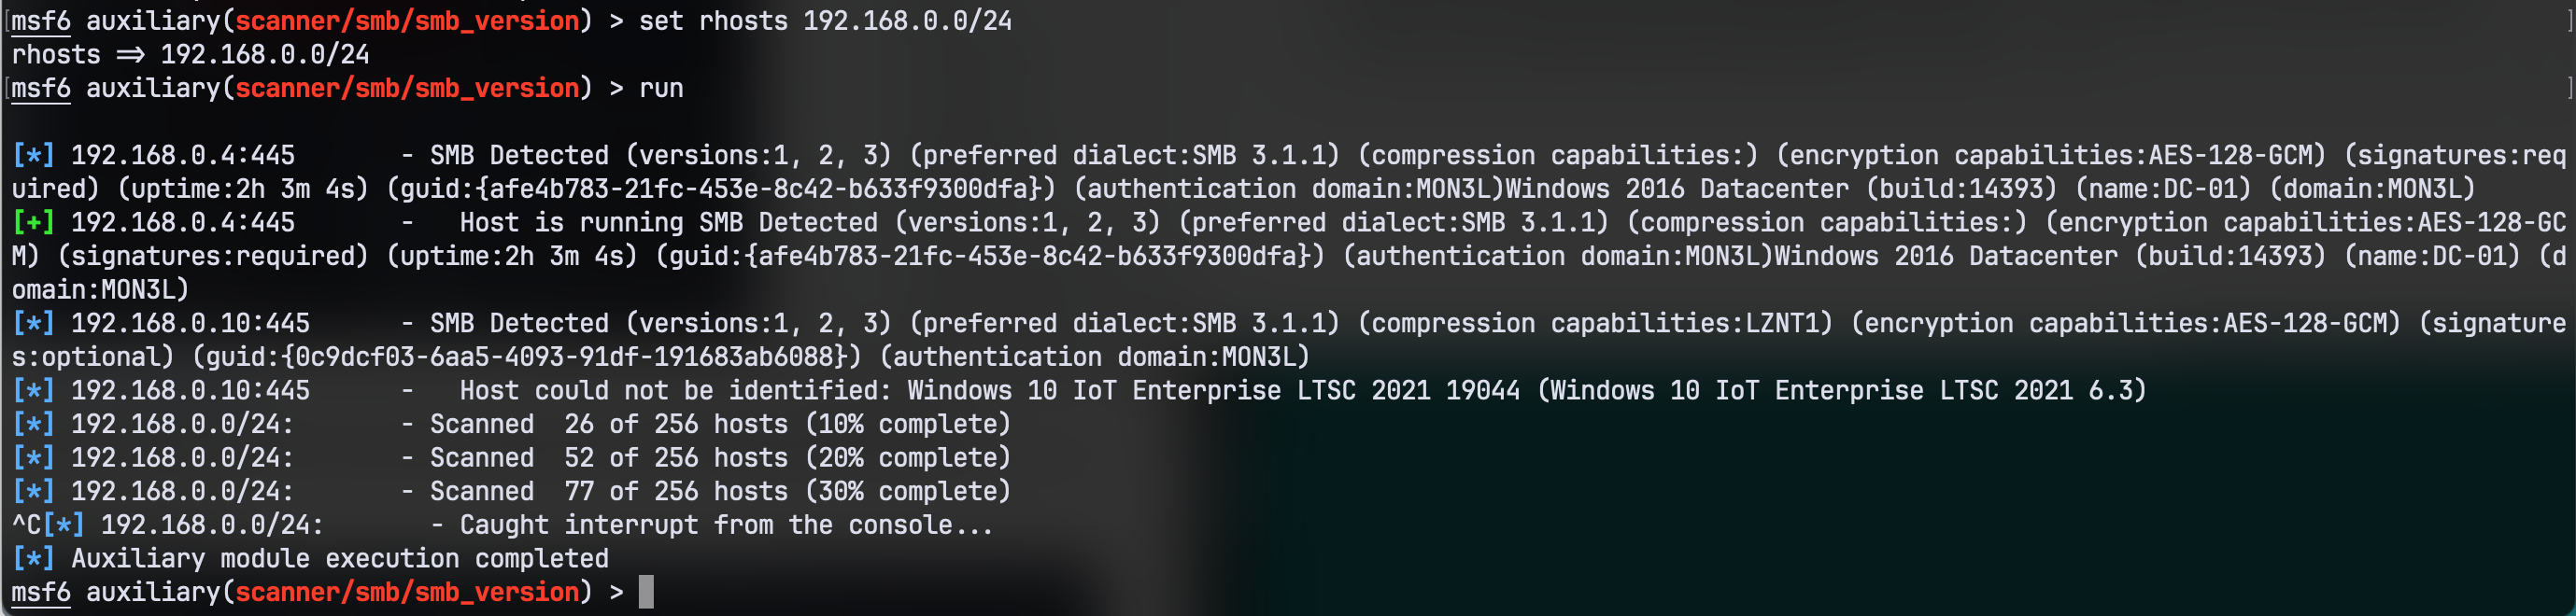 [msf6 auxiliary(scanner/smb/smb_version) > set rhosts 192.168.0.0/24 ]
rhosts => 192.168.0.0/24
[msf6 auxiliary(scanner/smb/smb_version) > run ]
[*] 192.168.0.4:445       - SMB Detected (versions:1, 2, 3) (preferred dialect:SMB 3.1.1) (compression capabilities:) (encryption capabilities:AES-128-GCM) (signatures:req
uired) (uptime:2h 3m 4s) (guid:{afe4b783-21fc-453e-8c42-b633f9300dfa}) (authentication domain:MON3L)Windows 2016 Datacenter (build:14393) (name:DC-01) (domain:MON3L)
[+] 192.168.0.4:445       -   Host is running SMB Detected (versions:1, 2, 3) (preferred dialect:SMB 3.1.1) (compression capabilities:) (encryption capabilities:AES-128-GC
M) (signatures:required) (uptime:2h 3m 4s) (guid:{afe4b783-21fc-453e-8c42-b633f9300dfa}) (authentication domain:MON3L)Windows 2016 Datacenter (build:14393) (name:DC-01) (d
omain:MON3L)
[*] 192.168.0.10:445      - SMB Detected (versions:1, 2, 3) (preferred dialect:SMB 3.1.1) (compression capabilities:LZNT1) (encryption capabilities:AES-128-GCM) (signature
s:optional) (guid:{0c9dcf03-6aa5-4093-91df-191683ab6088}) (authentication domain:MON3L)
[*] 192.168.0.10:445      -   Host could not be identified: Windows 10 IoT Enterprise LTSC 2021 19044 (Windows 10 IoT Enterprise LTSC 2021 6.3)
[*] 192.168.0.0/24:       - Scanned  26 of 256 hosts (10% complete)
[*] 192.168.0.0/24:       - Scanned  52 of 256 hosts (20% complete)
[*] 192.168.0.0/24:       - Scanned  77 of 256 hosts (30% complete)
^C[*] 192.168.0.0/24:       - Caught interrupt from the console...
[*] Auxiliary module execution completed
msf6 auxiliary(scanner/smb/smb_version) >